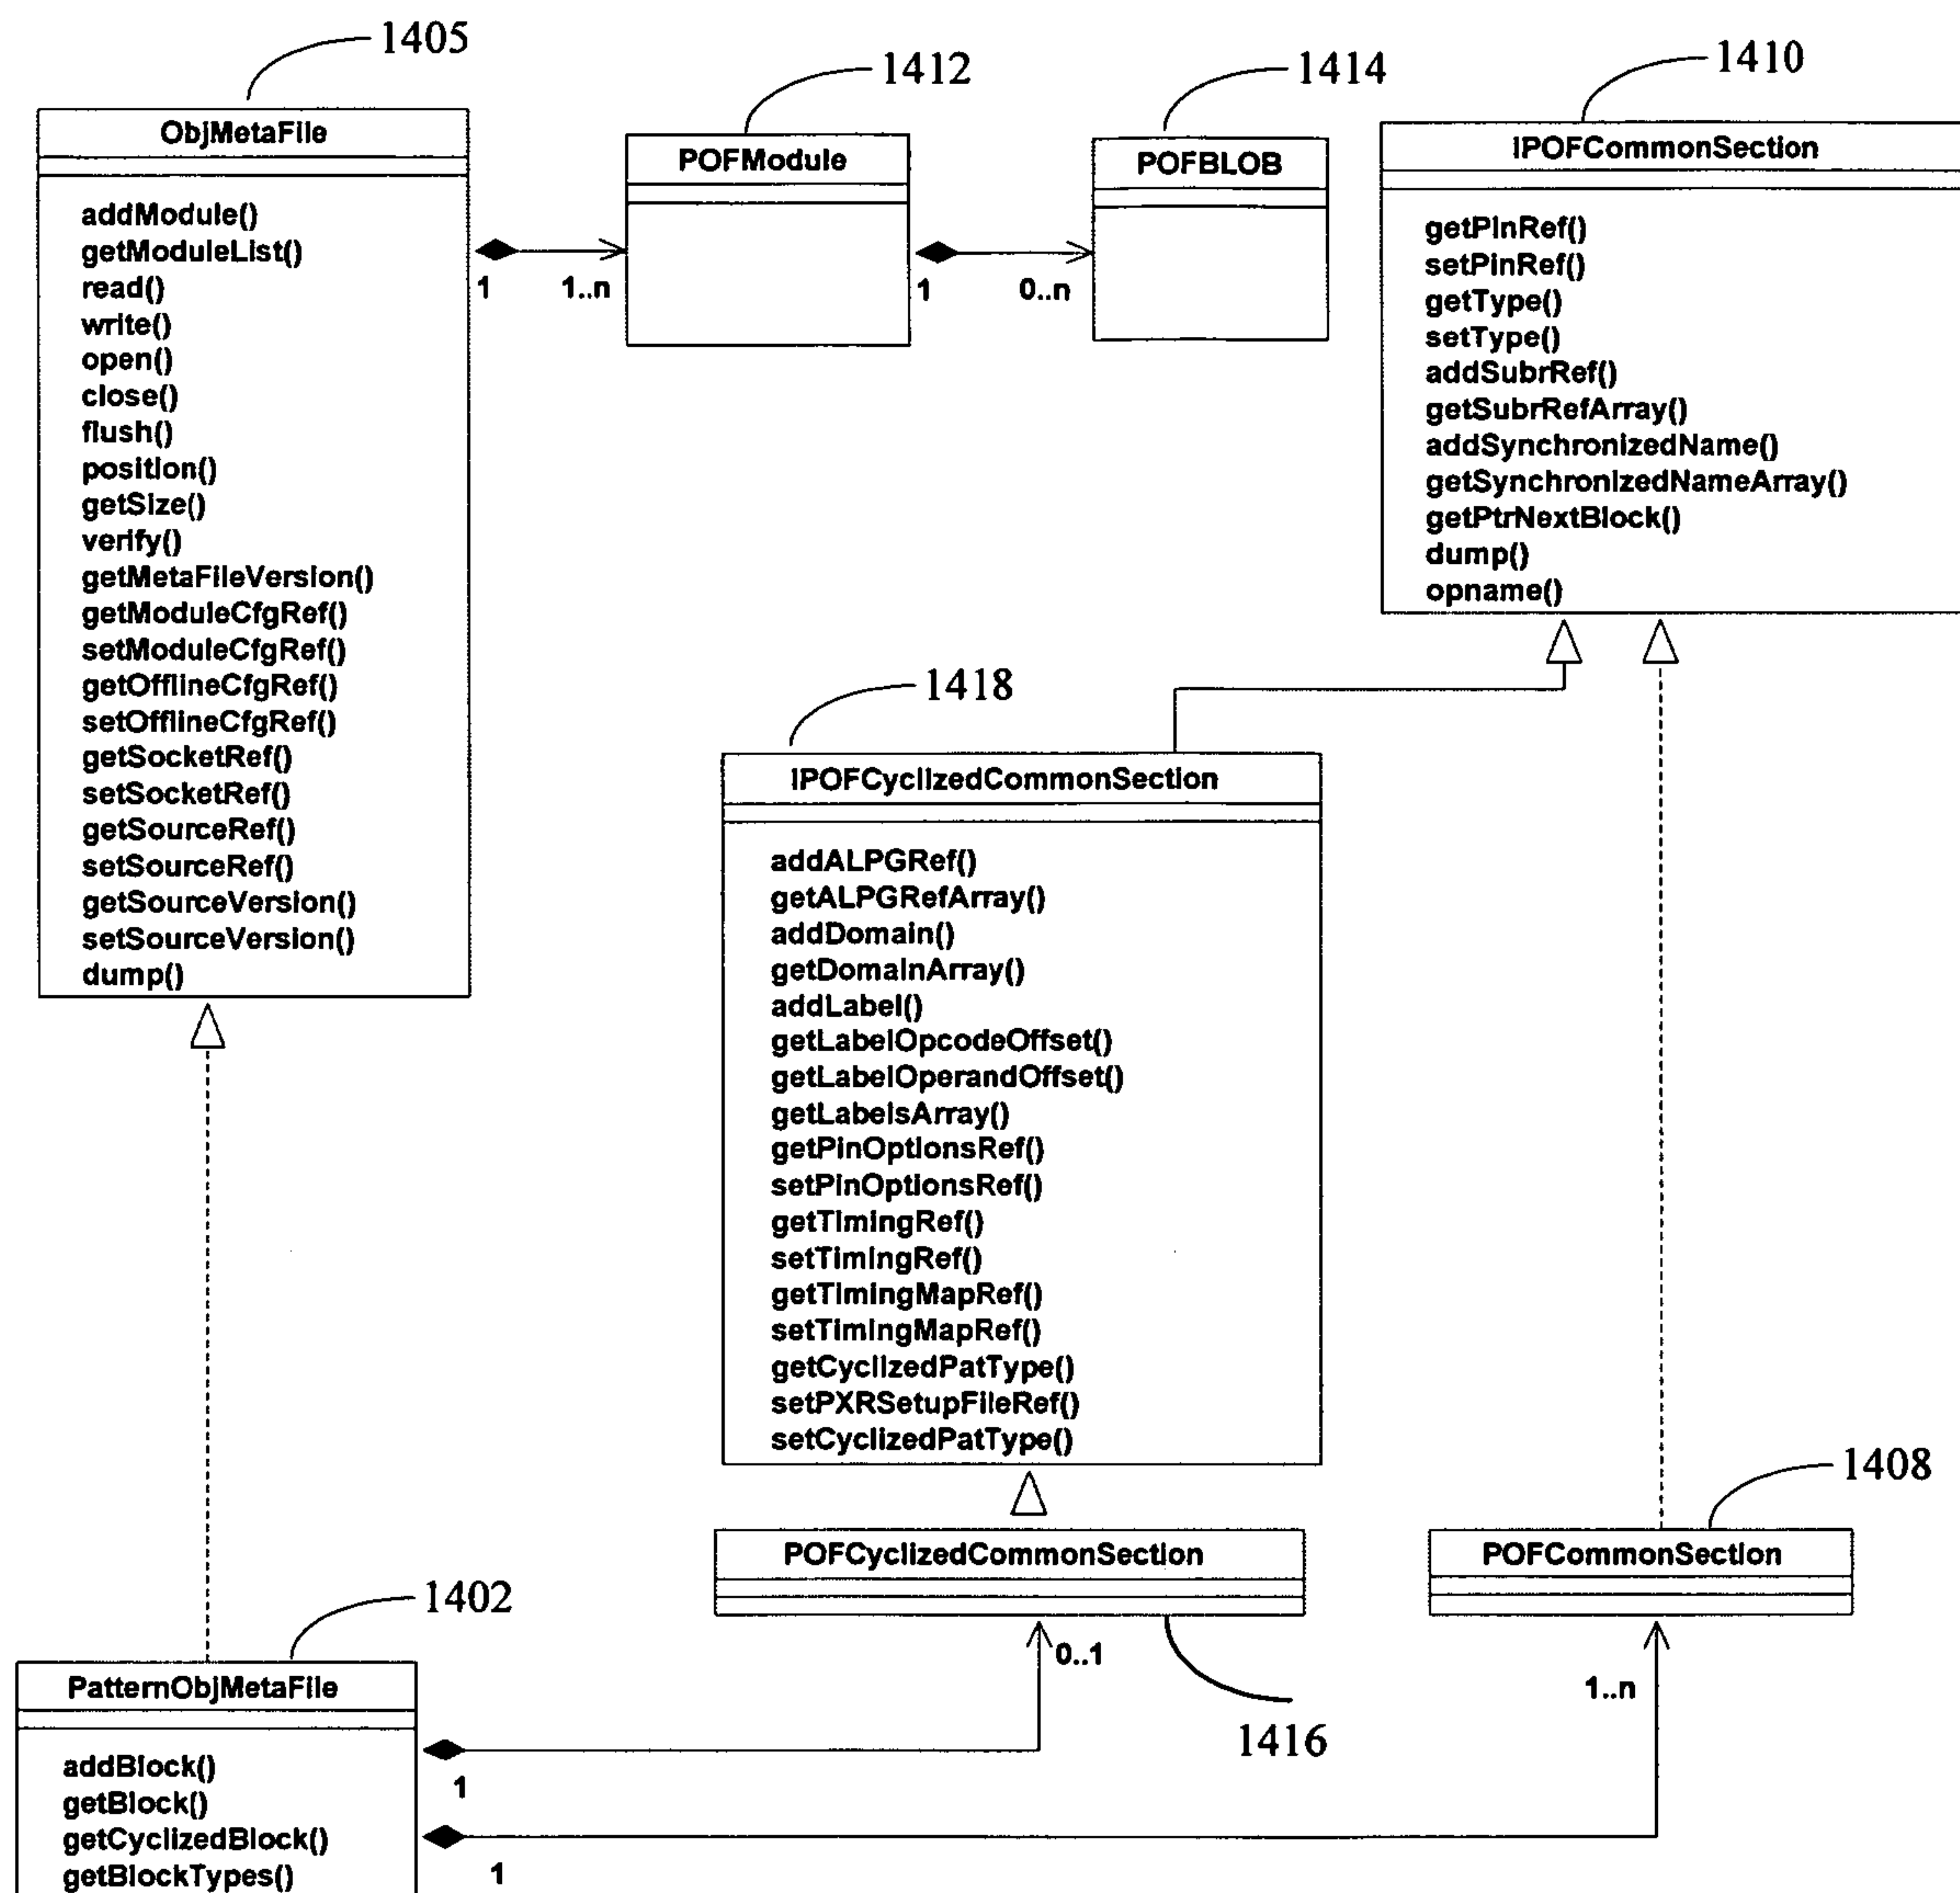 1405
ObjMetaFile
addModule()
getModuleList()
read()
write()
open()
close()
flush()
position()
getSize()
verify()
getMetaFileVersion()
getModuleCfgRef()
setModuleCfgRef()
getOfflineCfgRef()
setOfflineCfgRef()
getSocketRef()
setSocketRef()
getSourceRef()
setSourceRef()
getSourceVersion()
setSourceVersion()
dump()
1
1..n
1412
POFModule
1
0..n
1414
POFBLOB
1410
IPOFCommonSection
getPinRef()
setPinRef()
getType()
setType()
addSubrRef()
getSubrRefArray()
addSynchronizedName()
getSynchronizedNameArray()
getPtrNextBlock()
dump()
opname()
1418
IPOFCyclizedCommonSection
addALPGRef()
getALPGRefArray()
addDomain()
getDomainArray()
addLabel()
getLabelOpcodeOffset()
getLabelOperandOffset()
getLabelsArray()
getPinOptionsRef()
setPinOptionsRef()
getTimingRef()
setTimingRef()
getTimingMapRef()
setTimingMapRef()
getCyclizedPatType()
setPXRSetupFileRef()
setCyclizedPatType()
POFCyclizedCommonSection
1416
0..1
1408
POFCommonSection
1..n
1402
PatternObjMetaFile
addBlock()
getBlock()
getCyclizedBlock()
getBlockTypes()
1
1